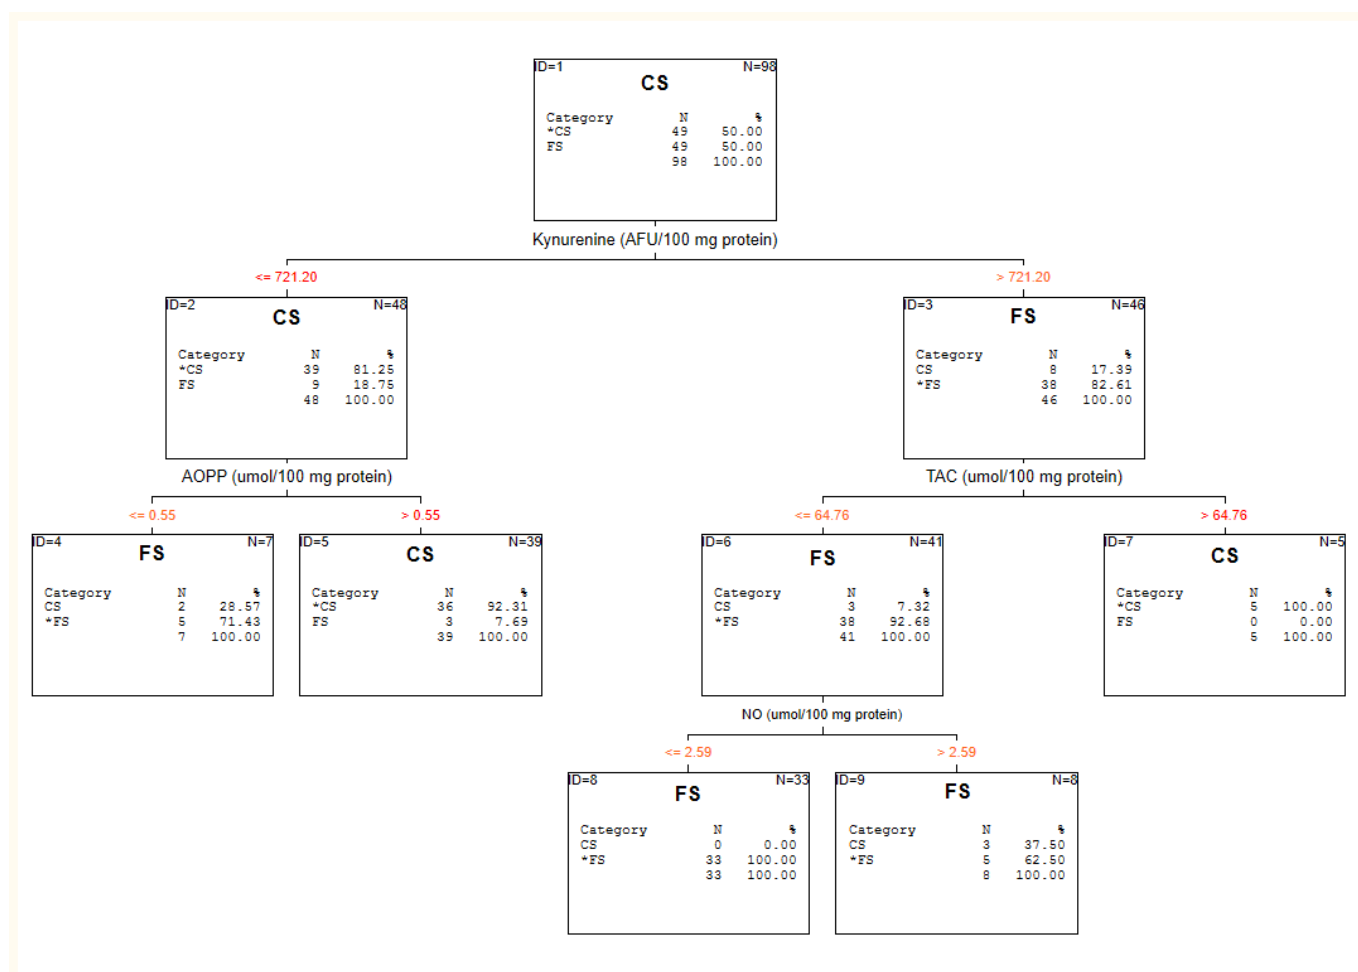 ID=1 N=98
CS
Category N %
*CS 49 50.00
FS 49 50.00
98 100.00
Kynurenine (AFU/100 mg protein)
<= 721.20
> 721.20
ID=2 N=48
CS
Category N %
*CS 39 81.25
FS 9 18.75
48 100.00
AOPP (umol/100 mg protein)
ID=3 N=46
FS
Category N %
CS 8 17.39
*FS 38 82.61
46 100.00
TAC (umol/100 mg protein)
<= 0.55
> 0.55
<= 64.76
> 64.76
ID=4 N=7
FS
Category N %
CS 2 28.57
*FS 5 71.43
7 100.00
ID=5 N=39
CS
Category N %
*CS 36 92.31
FS 3 7.69
39 100.00
ID=6 N=41
FS
Category N %
CS 3 7.32
*FS 38 92.68
41 100.00
NO (umol/100 mg protein)
ID=7 N=5
CS
Category N %
*CS 5 100.00
FS 0 0.00
5 100.00
<= 2.59
> 2.59
ID=8 N=33
FS
Category N %
CS 0 0.00
*FS 33 100.00
33 100.00
ID=9 N=8
FS
Category N %
CS 3 37.50
*FS 5 62.50
8 100.00